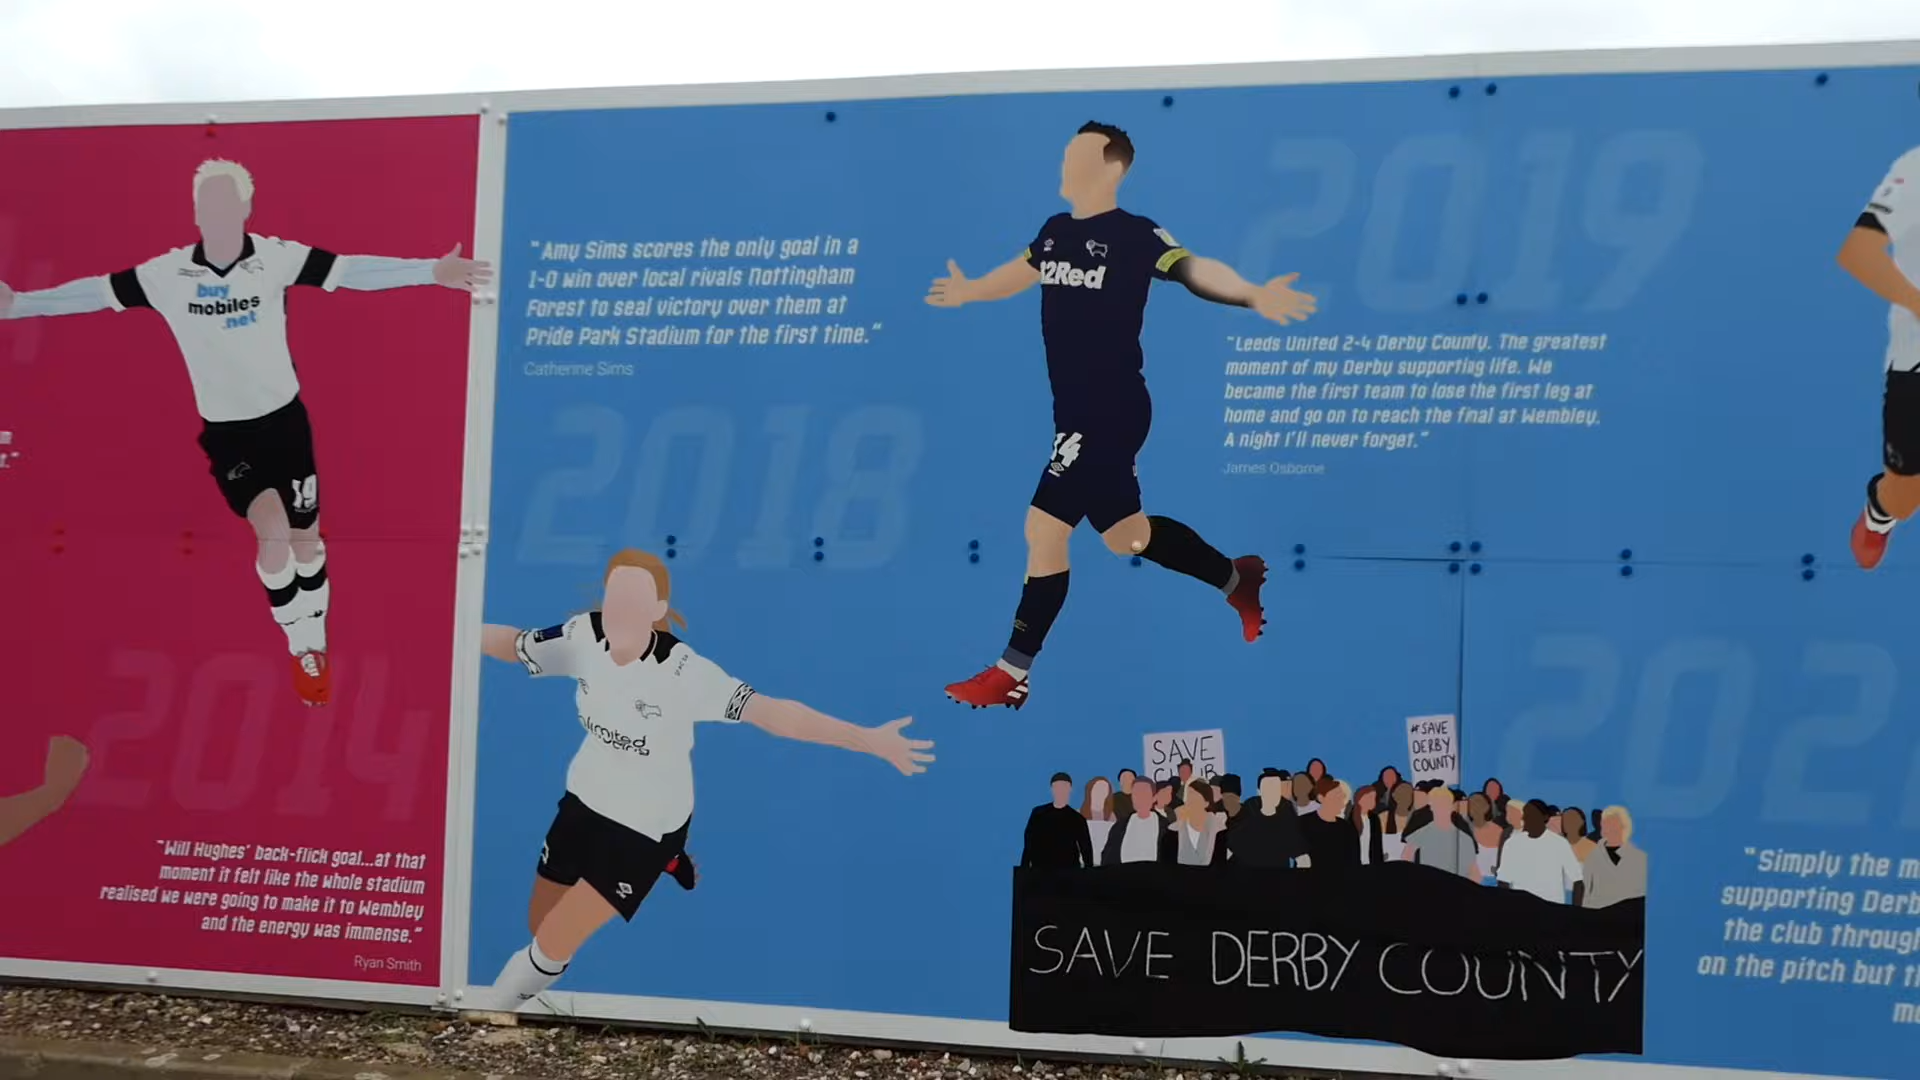 buy
mobiles
.net
19
2014
"Will Hughes' back-flick goal...at that
moment it felt like the whole stadium
realised we were going to make it to Wembley
and the energy was immense."
Ryan Smith
"Amy Sims scores the only goal in a
1-0 win over local rivals Nottingham
Forest to seal victory over them at
Pride Park Stadium for the first time."
Catherine Sims
2018
32Red
14
2019
"Leeds United 2-4 Derby County. The greatest
moment of my Derby supporting life. We
became the first team to lose the first leg at
home and go on to reach the final at Wembley.
A night I'll never forget."
James Osborne
SAVE
#SAVE
DERBY
COUNTY
SAVE DERBY COUNTY
202
"Simply the m
supporting Derb
the club through
on the pitch but th